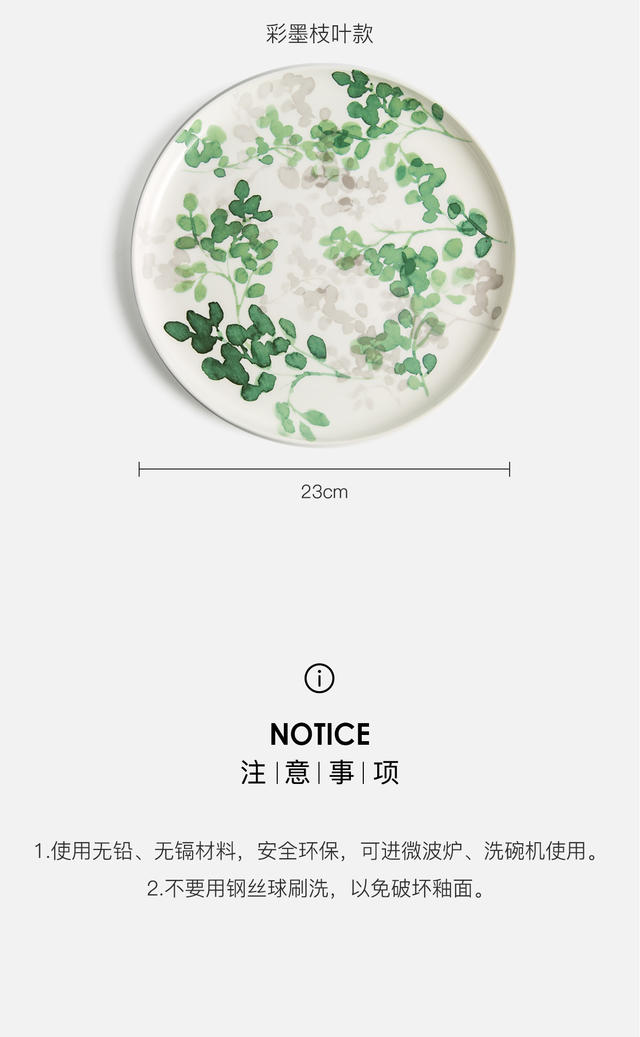 彩墨枝叶款
23cm
NOTICE
注|意|事|项
1.使用无铅、无镉材料，安全环保，可进微波炉、洗碗机使用。
2.不要用钢丝球刷洗，以免破坏釉面。